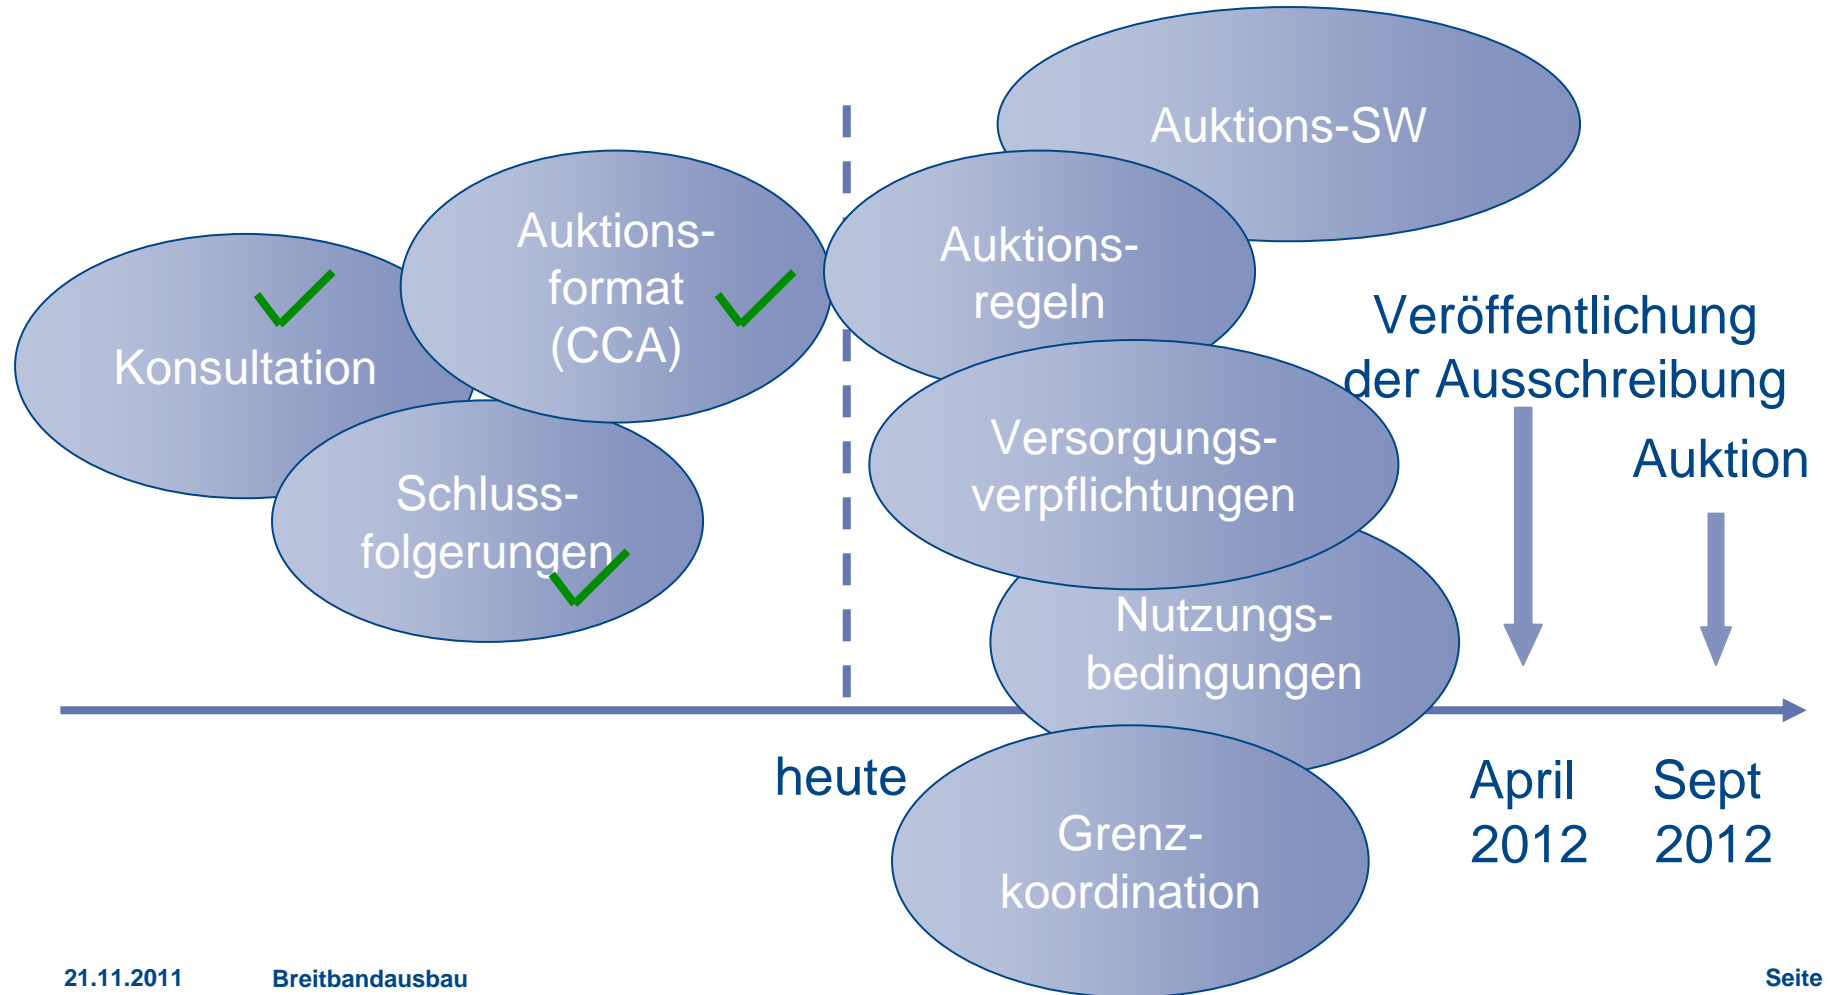 Auktions-SW
Auktions-
format
(CCA)
Auktions-
regeln
Konsultation
Veröffentlichung
der Ausschreibung
Versorgungs-
verpflichtungen
Auktion
Schluss-
folgerungen
Nutzungs-
bedingungen
heute
April
2012
Sept
2012
Grenz-
koordination
21.11.2011
Breitbandausbau
Seite